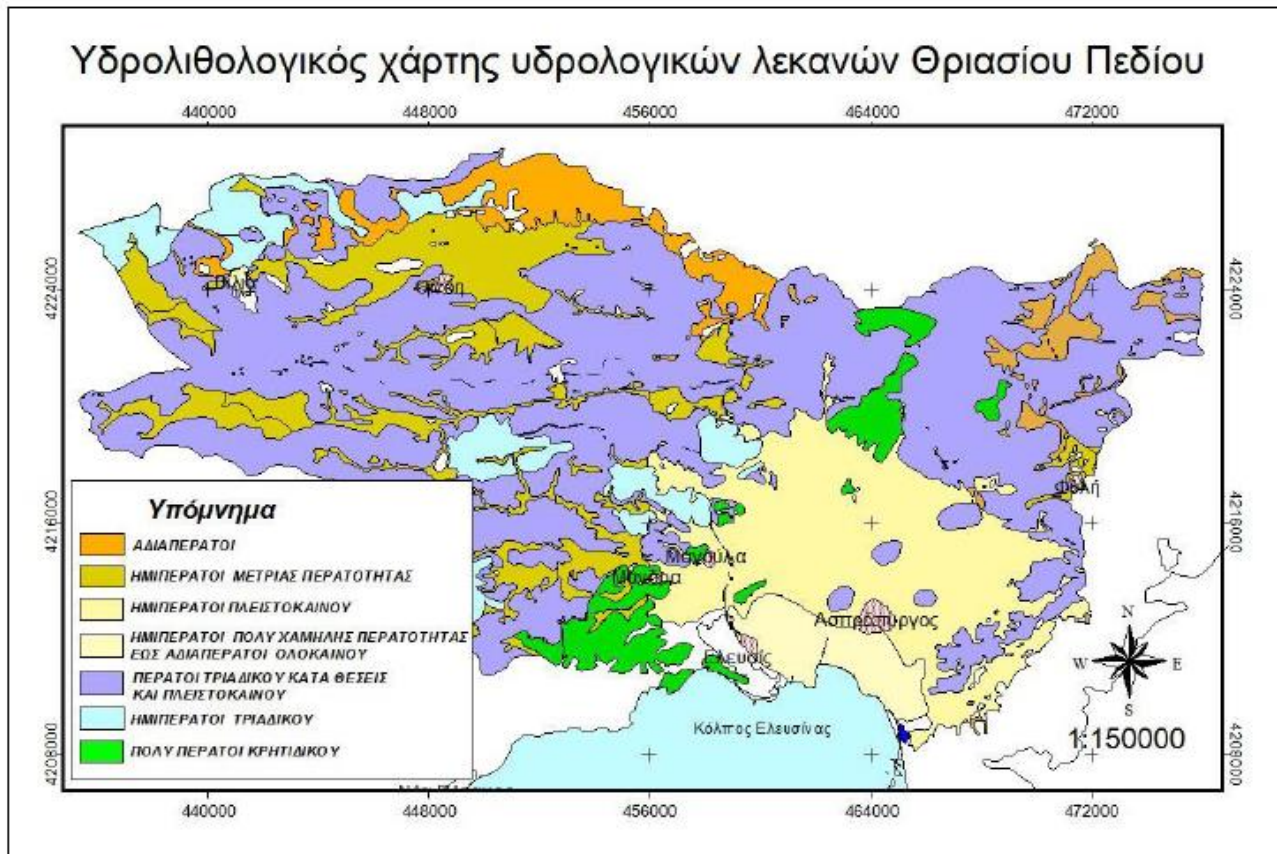 Υδρολιθολογικός χάρτης υδρολογικών λεκανών Θριασίου Πεδίου
440000 448000 456000 464000 472000
4224000 4224000
Βίλια
Φυλή
4216000 4216000
Μαγούλα
Μάνδρα
Ασπρόπυργος
Ελευσίς
Κόλπος Ελευσίνας
4208000 4208000
Υπόμνημα
ΑΔΙΑΠΕΡΑΤΟΙ
ΗΜΙΠΕΡΑΤΟΙ ΜΕΤΡΙΑΣ ΠΕΡΑΤΟΤΗΤΑΣ
ΗΜΙΠΕΡΑΤΟΙ ΠΛΕΙΣΤΟΚΑΙΝΟΥ
ΗΜΙΠΕΡΑΤΟΙ ΠΟΛΥ ΧΑΜΗΛΗΣ ΠΕΡΑΤΟΤΗΤΑΣ
ΕΩΣ ΑΔΙΑΠΕΡΑΤΟΙ ΟΛΟΚΑΙΝΟΥ
ΠΕΡΑΤΟΙ ΤΡΙΑΔΙΚΟΥ ΚΑΤΑ ΘΕΣΕΙΣ
ΚΑΙ ΠΛΕΙΣΤΟΚΑΙΝΟΥ
ΗΜΙΠΕΡΑΤΟΙ ΤΡΙΑΔΙΚΟΥ
ΠΟΛΥ ΠΕΡΑΤΟΙ ΚΡΗΤΙΔΙΚΟΥ
N
W E
S
1:150000
440000 448000 456000 464000 472000